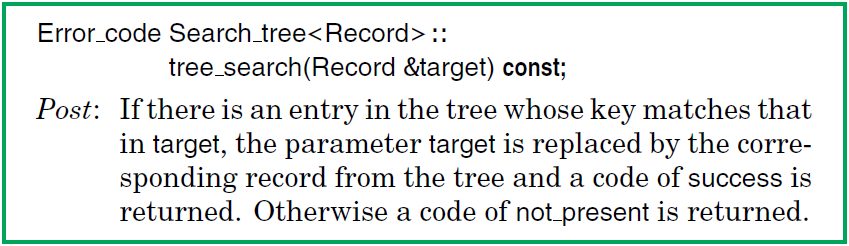 Error_code Search_tree<Record> ::
tree_search(Record &target) const;
Post: If there is an entry in the tree whose key matches that
in target, the parameter target is replaced by the corre-
sponding record from the tree and a code of success is
returned. Otherwise a code of not_present is returned.